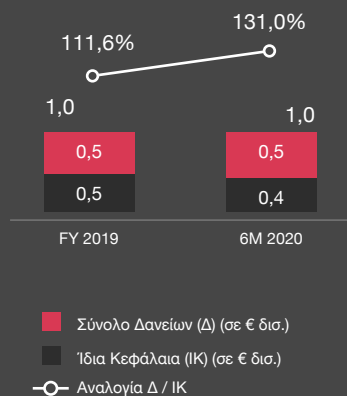 111,6%
131,0%
1,0
1,0
0,5
0,5
0,5
0,4
FY 2019
6M 2020
Σύνολο Δανείων (Δ) (σε € δισ.)
Ίδια Κεφάλαια (ΙΚ) (σε € δισ.)
Αναλογία Δ / ΙΚ